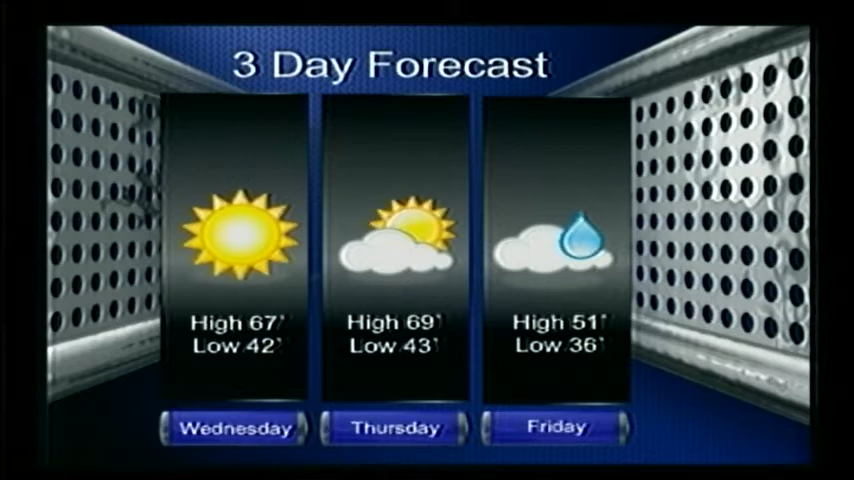 3 Day Forecast
High 67°
Low 42°
Wednesday
High 69°
Low 43°
Thursday
High 51°
Low 36°
Friday